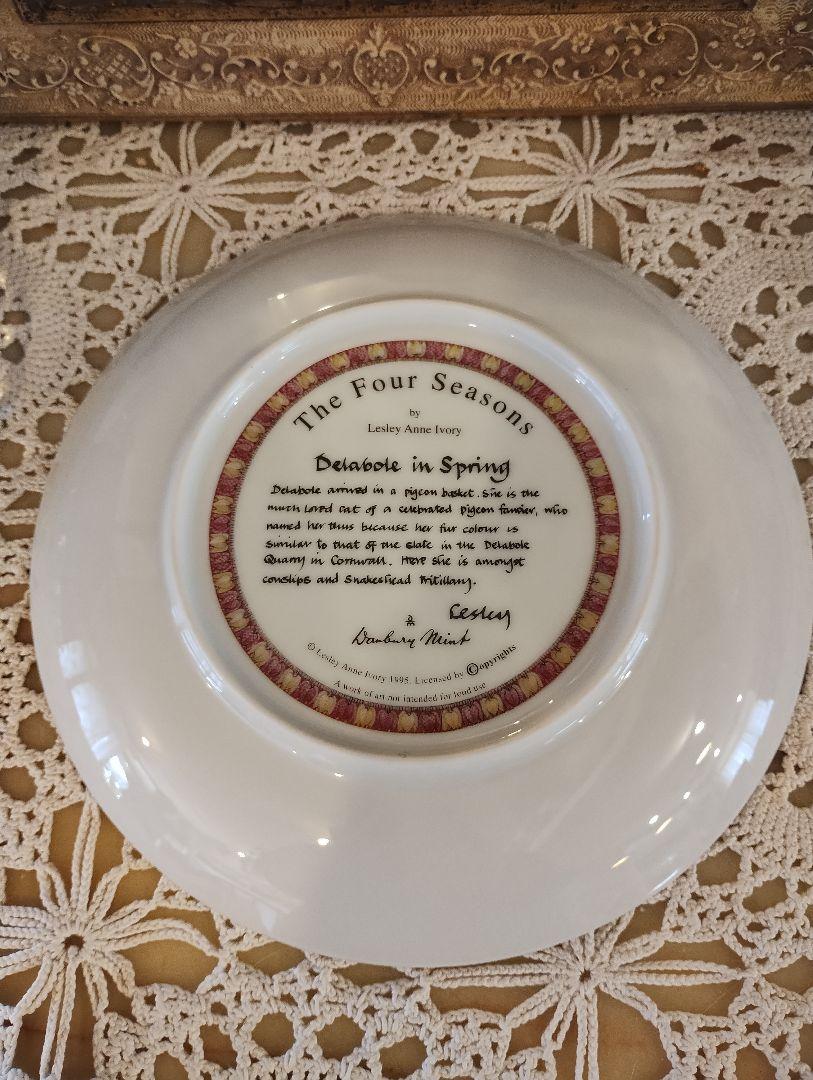 The Four Seasons
by
Lesley Anne Ivory
Delabole in Spring
Delabole arrived in a pigeon basket. She is the
much loved cat of a celebrated pigeon fancier, who
named her thus because her fur colour is
similar to that of the slate in the Delabole
Quarry in Cornwall. Here she is amongst
cowslips and Snakeshead Fritillary.
Lesley
Danbury Mint
© Lesley Anne Ivory 1995. Licensed by ©opyrights
A work of art not intended for food use